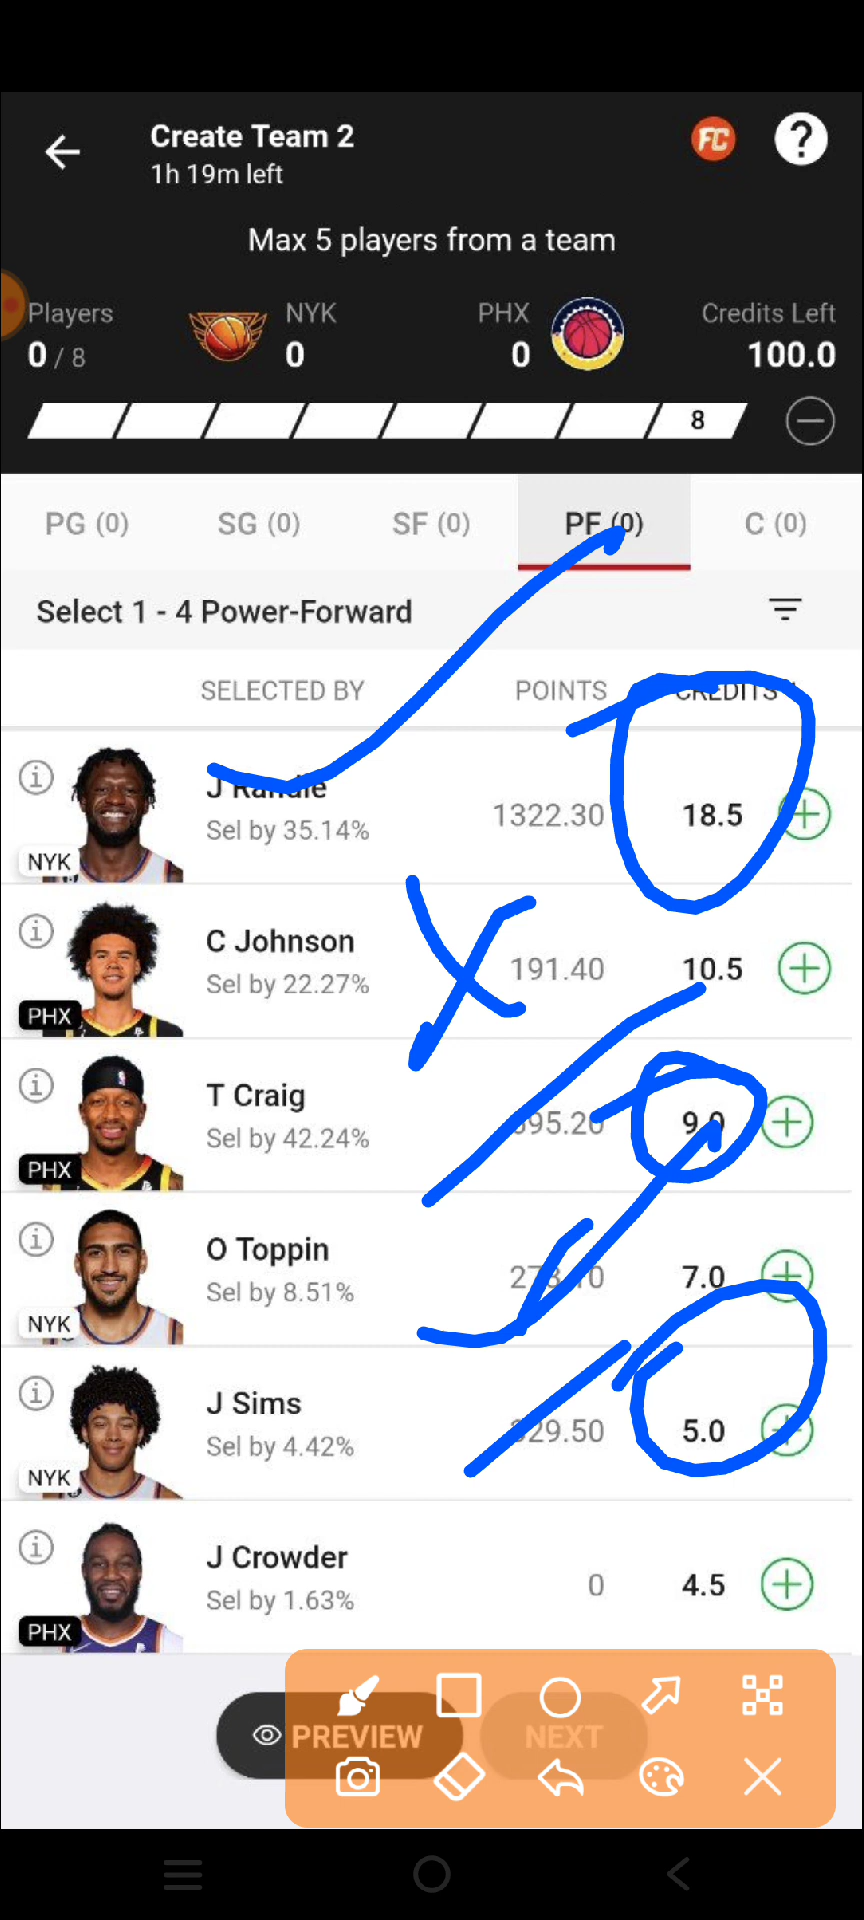 Create Team 2
1h 19m left
FC
?
Max 5 players from a team
Players
0 / 8
NYK
0
PHX
0
Credits Left
100.0
8
PG (0)
SG (0)
SF (0)
PF (0)
C (0)
Select 1 - 4 Power-Forward
SELECTED BY
POINTS
CREDITS
J Randle
Sel by 35.14%
1322.30
18.5
NYK
C Johnson
Sel by 22.27%
191.40
10.5
PHX
T Craig
Sel by 42.24%
9.0
PHX
O Toppin
Sel by 8.51%
7.0
NYK
J Sims
Sel by 4.42%
5.0
NYK
J Crowder
Sel by 1.63%
0
4.5
PHX
PREVIEW
NEXT